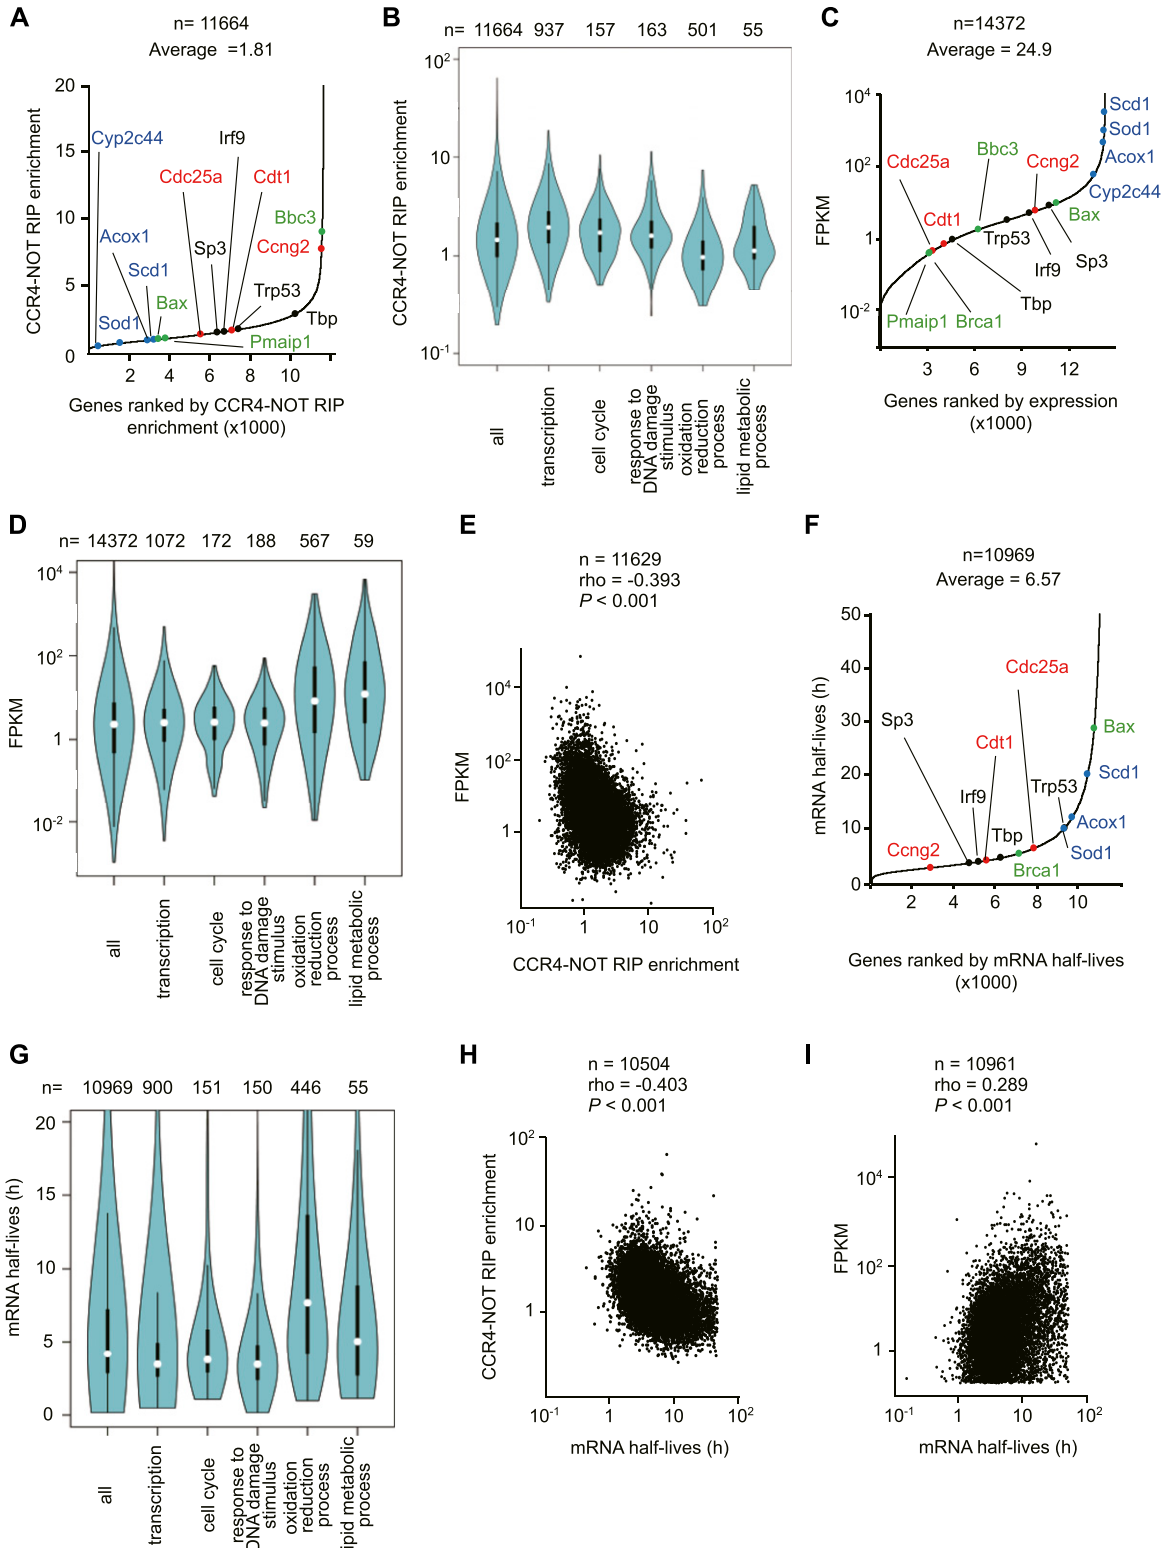 A
n= 11664
Average =1.81
CCR4-NOT RIP enrichment
20
15
10
5
0
Cyp2c44
Irf9
Cdc25a
Cdt1
Bbc3
Acox1
Sp3
Ccng2
Scd1
Bax
Trp53
Sod1
Tbp
Pmaip1
2 4 6 8 10
Genes ranked by CCR4-NOT RIP
enrichment (x1000)
B
n= 11664 937 157 163 501 55
CCR4-NOT RIP enrichment
10²
10
1
10⁻¹
all
transcription
cell cycle
response to
DNA damage
stimulus
oxidation
reduction
process
lipid metabolic
process
C
n=14372
Average = 24.9
FPKM
10⁴
10²
1
10⁻²
Scd1
Sod1
Bbc3
Cdc25a
Ccng2
Acox1
Cyp2c44
Cdt1
Bax
Trp53
Irf9
Sp3
Tbp
Pmaip1
Brca1
3 6 9 12
Genes ranked by expression
(x1000)
D
n= 14372 1072 172 188 567 59
FPKM
10⁴
10²
1
10⁻²
all
transcription
cell cycle
response to
DNA damage
stimulus
oxidation
reduction
process
lipid metabolic
process
E
n = 11629
rho = -0.393
P < 0.001
FPKM
10⁴
10²
1
10⁻¹ 1 10 10²
CCR4-NOT RIP enrichment
F
n=10969
Average = 6.57
mRNA half-lives (h)
50
40
30
20
10
0
Cdc25a
Sp3
Cdt1
Bax
Scd1
Trp53
Irf9
Tbp
Acox1
Ccng2
Sod1
Brca1
2 4 6 8 10
Genes ranked by mRNA half-lives
(x1000)
G
n= 10969 900 151 150 446 55
mRNA half-lives (h)
20
15
10
5
0
all
transcription
cell cycle
response to
DNA damage
stimulus
oxidation
reduction
process
lipid metabolic
process
H
n = 10504
rho = -0.403
P < 0.001
CCR4-NOT RIP enrichment
10²
10
1
10⁻¹ 1 10 10²
mRNA half-lives (h)
I
n = 10961
rho = 0.289
P < 0.001
FPKM
10⁴
10²
1
10⁻¹ 1 10 10²
mRNA half-lives (h)